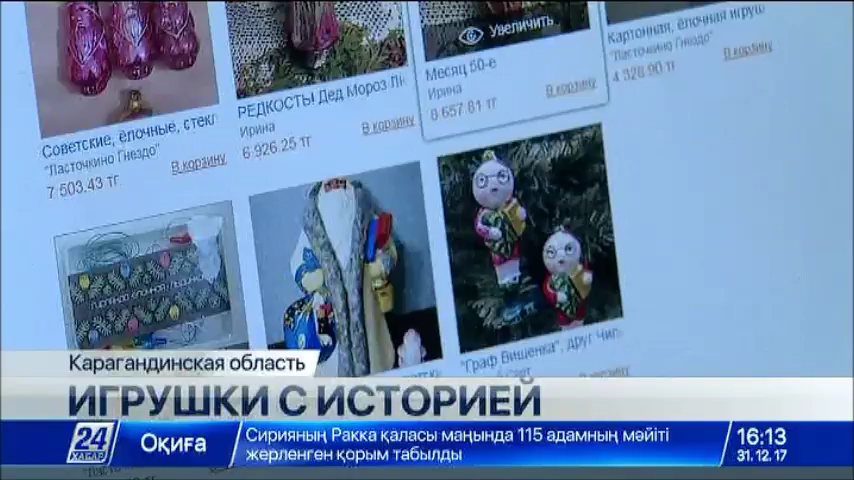 Увеличить
Советские, ёлочные, стекл
"Ласточкино Гнездо"
7 503.43 тг
В корзину
РЕДКОСТЬ! Дед Мороз
Ирина
6 926.25 тг
В корзину
Месяц 50-е
Ирина
8 657.81 тг
В корзину
Картонная, ёлочная игруш
"Ласточкино Гнездо"
4 328.90 тг
В корзину
"Граф Вишенка", друг Чип
Карагандинская область
ИГРУШКИ С ИСТОРИЕЙ
24
ХАБАР
Оқиға
Сирияның Ракка қаласы маңында 115 адамның мәйіті
жерленген қорым табылды
16:13
31.12.17